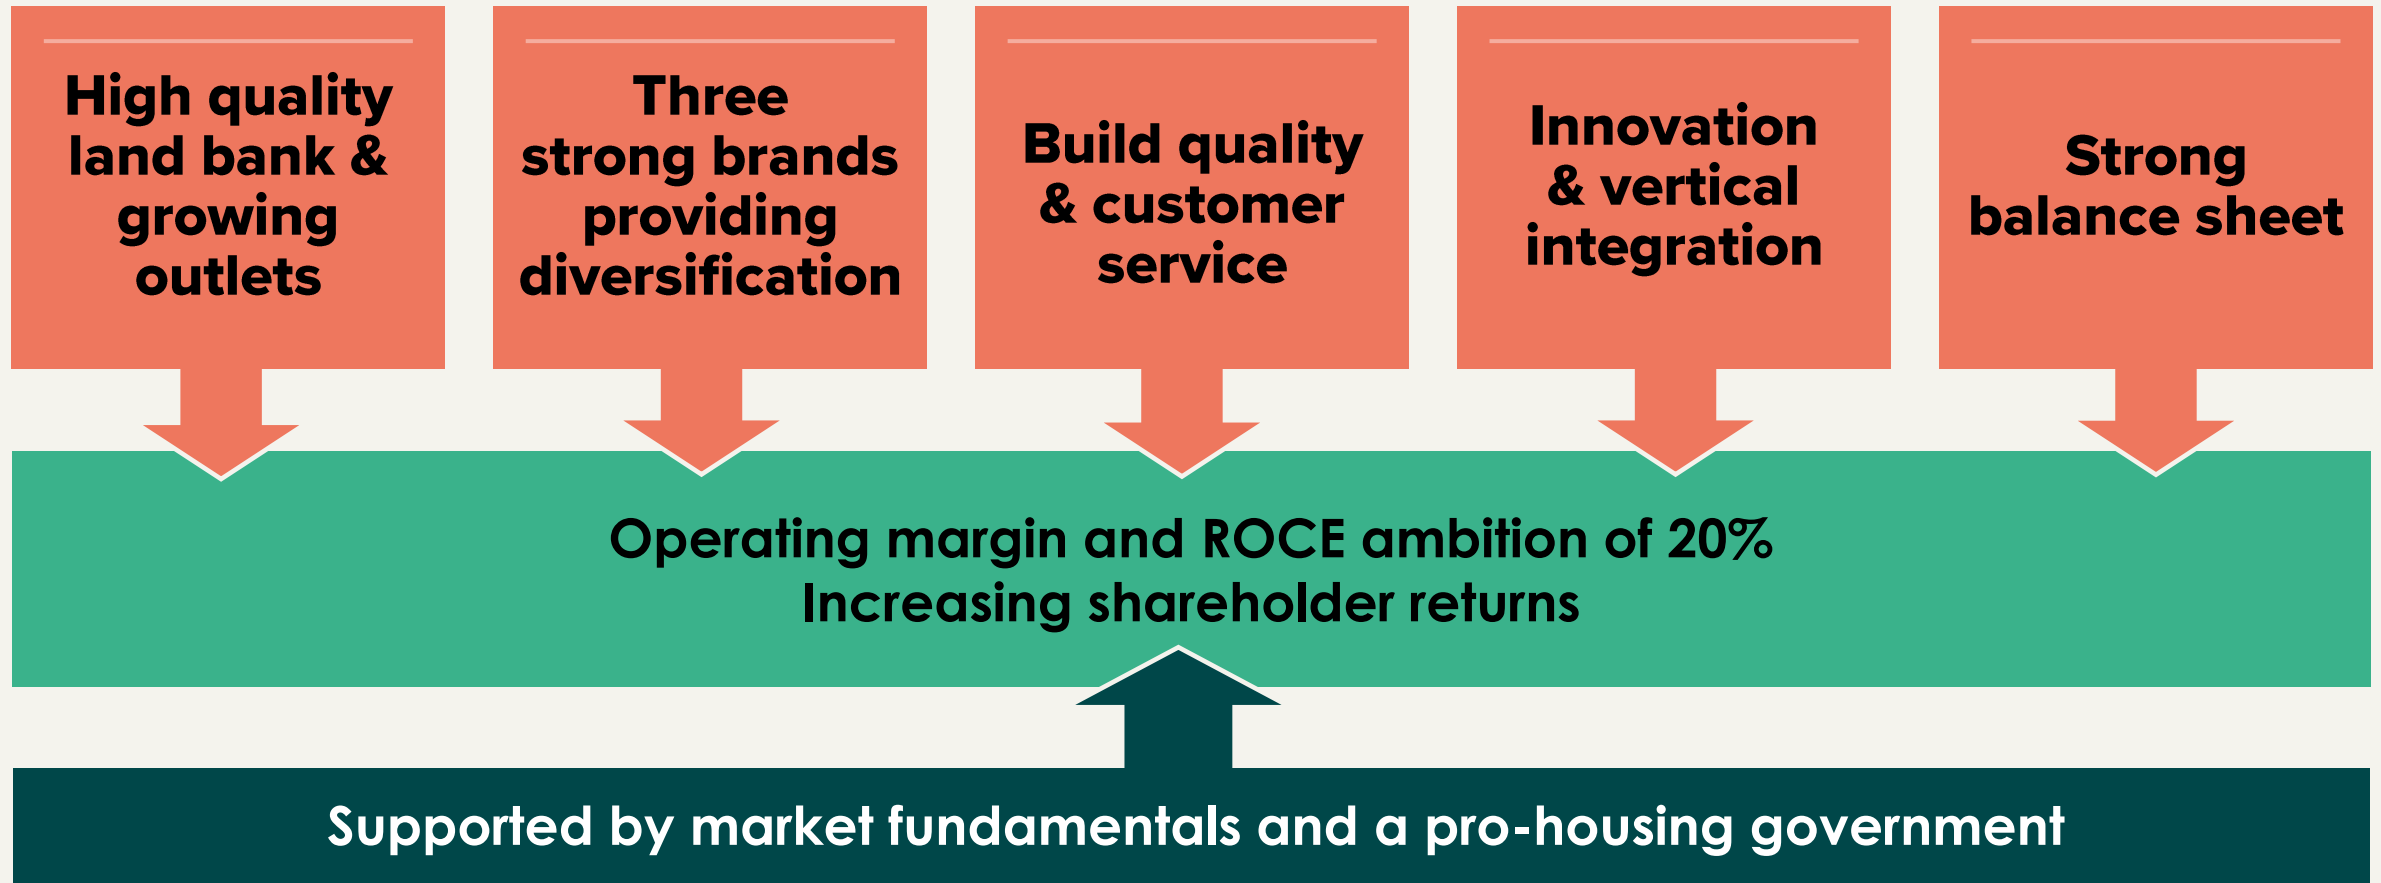 High quality
land bank &
growing
outlets
Three
strong brands
providing
diversification
Build quality
& customer
service
Innovation
& vertical
integration
Strong
balance sheet
Operating margin and ROCE ambition of 20%
Increasing shareholder returns
Supported by market fundamentals and a pro-housing government